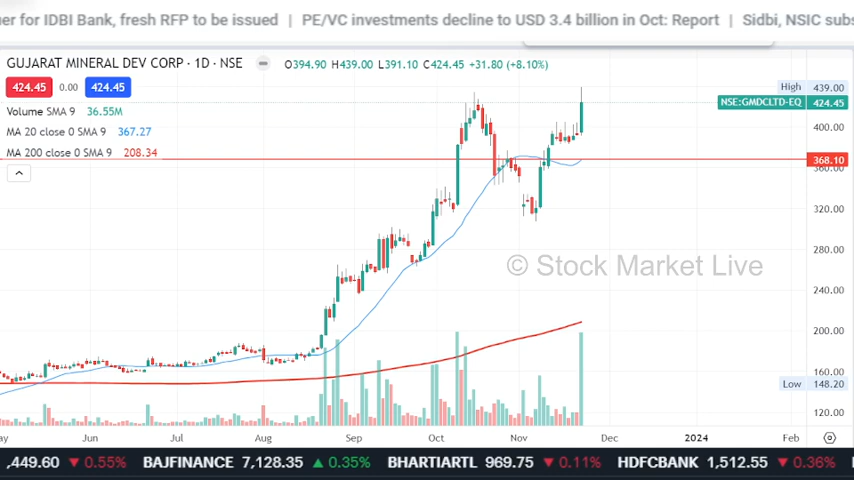 er for IDBI Bank, fresh RFP to be issued | PE/VC investments decline to USD 3.4 billion in Oct: Report | Sidbi, NSIC subs
GUJARAT MINERAL DEV CORP · 1D · NSE O394.90 H439.00 L391.10 C424.45 +31.80 (+8.10%)
424.45 0.00 424.45
High 439.00
NSE:GMDCLTD-EQ 424.45
Volume SMA 9 36.55M
400.00
MA 20 close 0 SMA 9 367.27
MA 200 close 0 SMA 9 208.34
368.10
360.00
320.00
280.00
© Stock Market Live
240.00
200.00
160.00
Low 148.20
120.00
ay Jun Jul Aug Sep Oct Nov Dec 2024 Feb
,449.60 ▼ 0.55% BAJFINANCE 7,128.35 ▲ 0.35% BHARTIARTL 969.75 ▼ 0.11% HDFCBANK 1,512.55 ▼ 0.36%